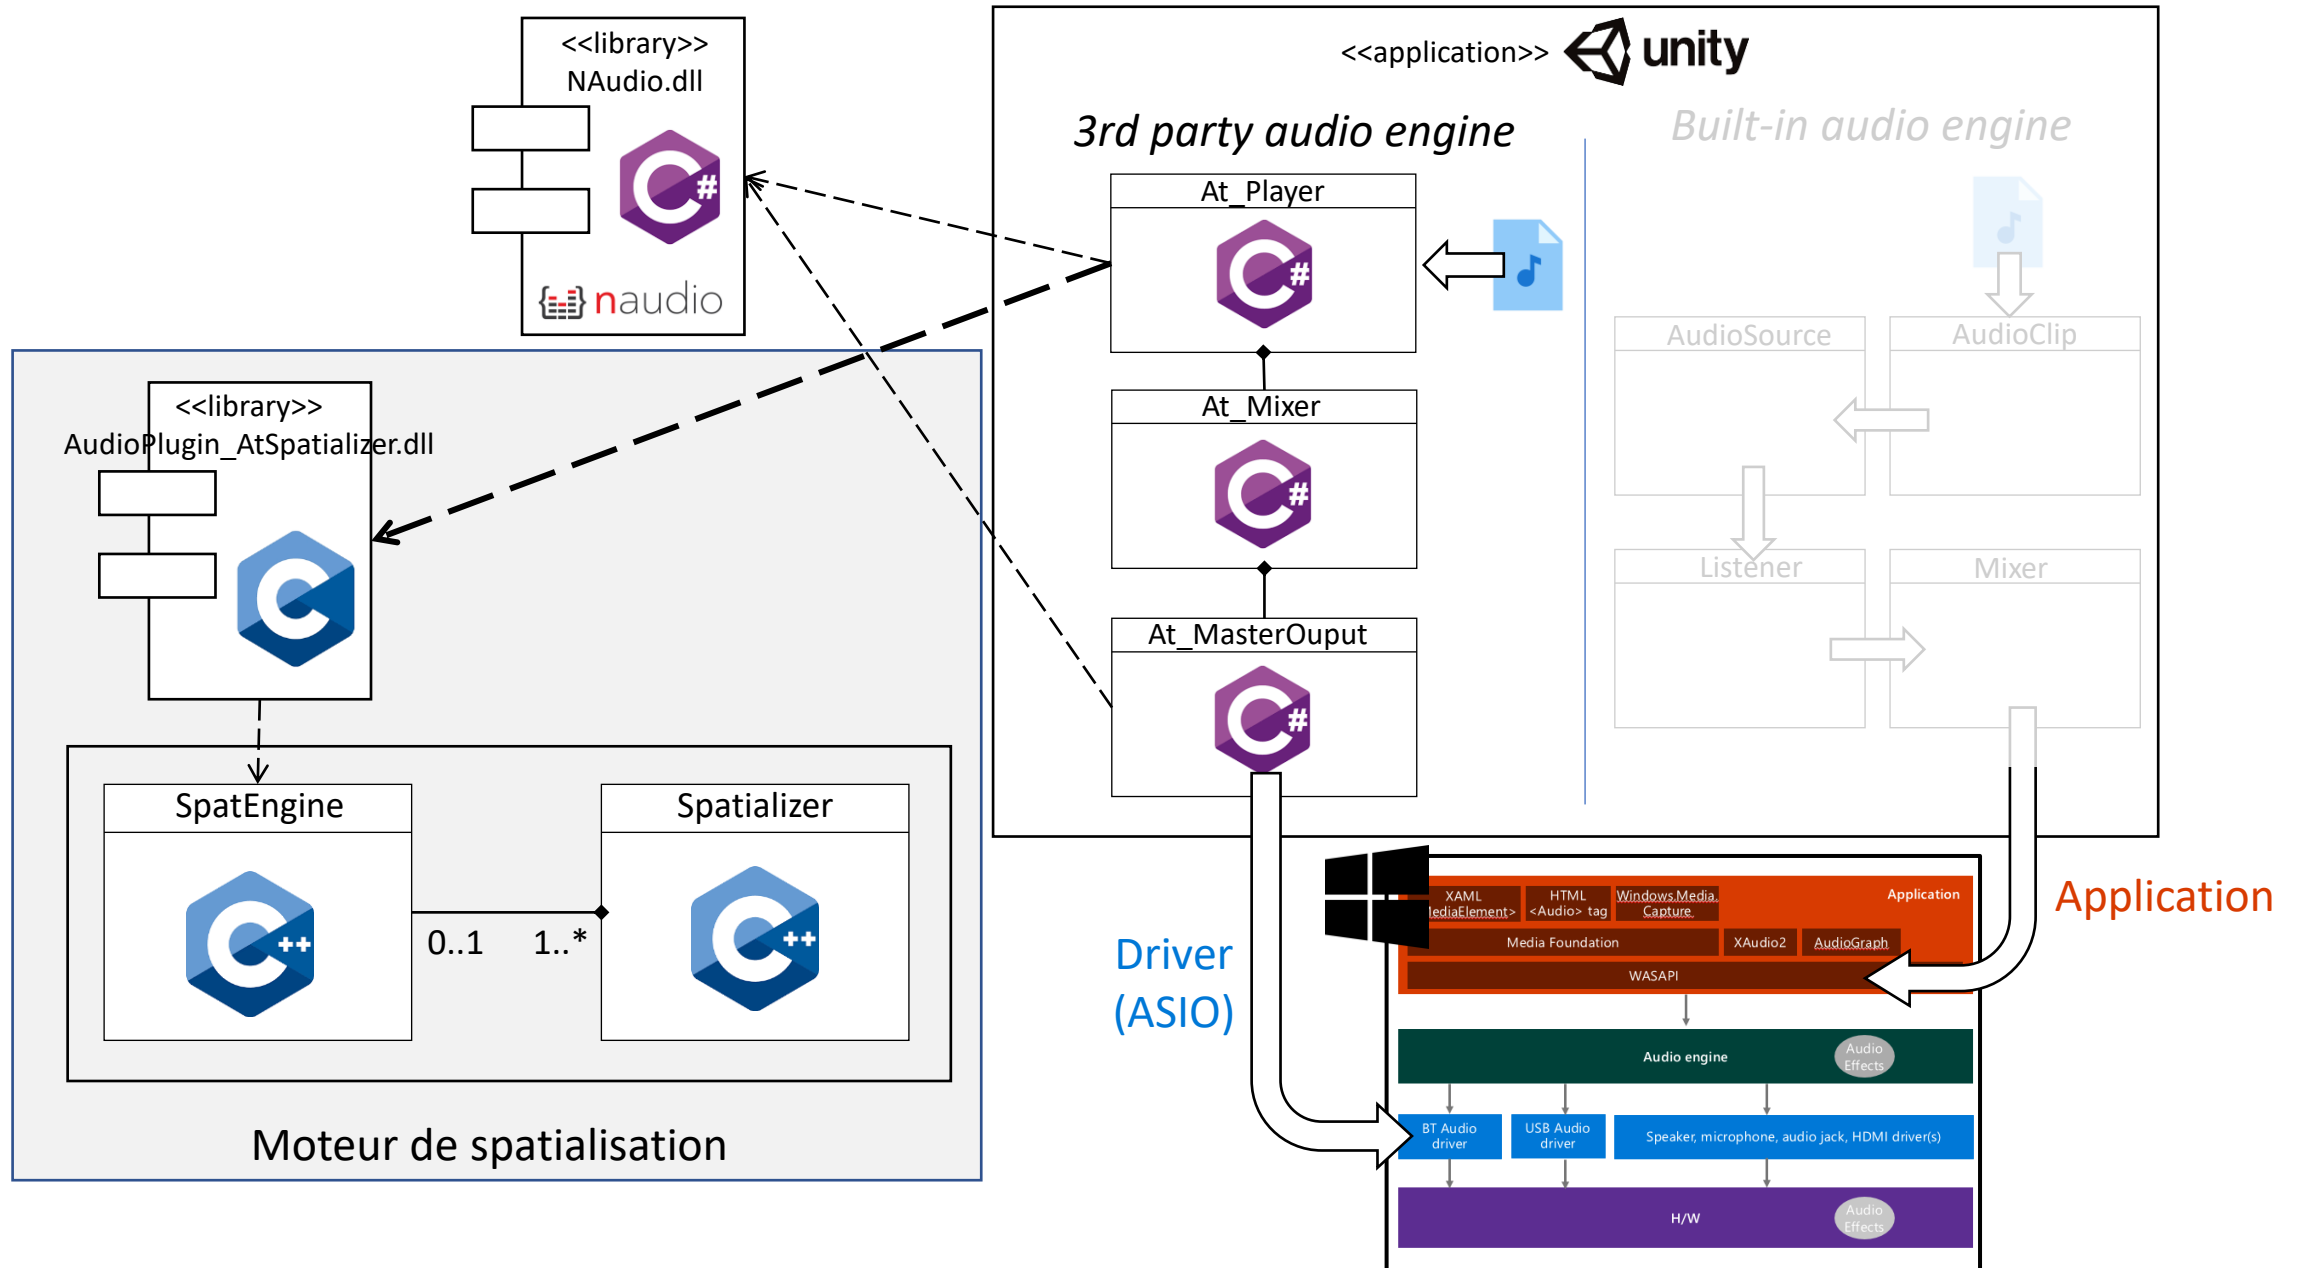 <<library>>
NAudio.dll
#
naudio
<<application>>
unity
3rd party audio engine
Built-in audio engine
At_Player
#
At_Mixer
#
At_MasterOuput
#
AudioSource
AudioClip
Listener
Mixer
<<library>>
AudioPlugin_AtSpatializer.dll
SpatEngine
++
0..1
1..*
Spatializer
++
Moteur de spatialisation
Driver
(ASIO)
Application
XAML
ediaElement>
HTML
<Audio> tag
Windows.Media.
Capture
Application
Media Foundation
XAudio2
AudioGraph
WASAPI
Audio engine
Audio
Effects
BT Audio
driver
USB Audio
driver
Speaker, microphone, audio jack, HDMI driver(s)
H/W
Audio
Effects